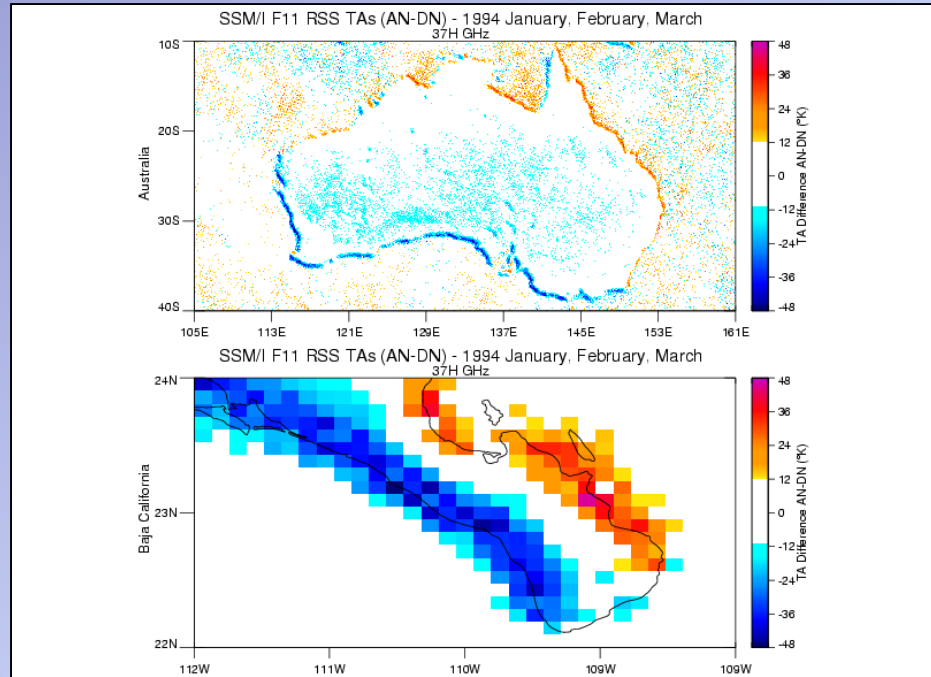 SSM/I F11 RSS TAs (AN-DN) - 1994 January, February, March
37H GHz
10S
20S
30S
40S
Australia
105E 113E 121E 129E 137E 145E 153E 161E
48
36
24
12
0
-12
-24
-36
-48
TA Difference AN-DN (°K)
SSM/I F11 RSS TAs (AN-DN) - 1994 January, February, March
37H GHz
24N
23N
22N
Baja California
112W 111W 110W 109W 109W
48
36
24
12
0
-12
-24
-36
-48
TA Difference AN-DN (°K)